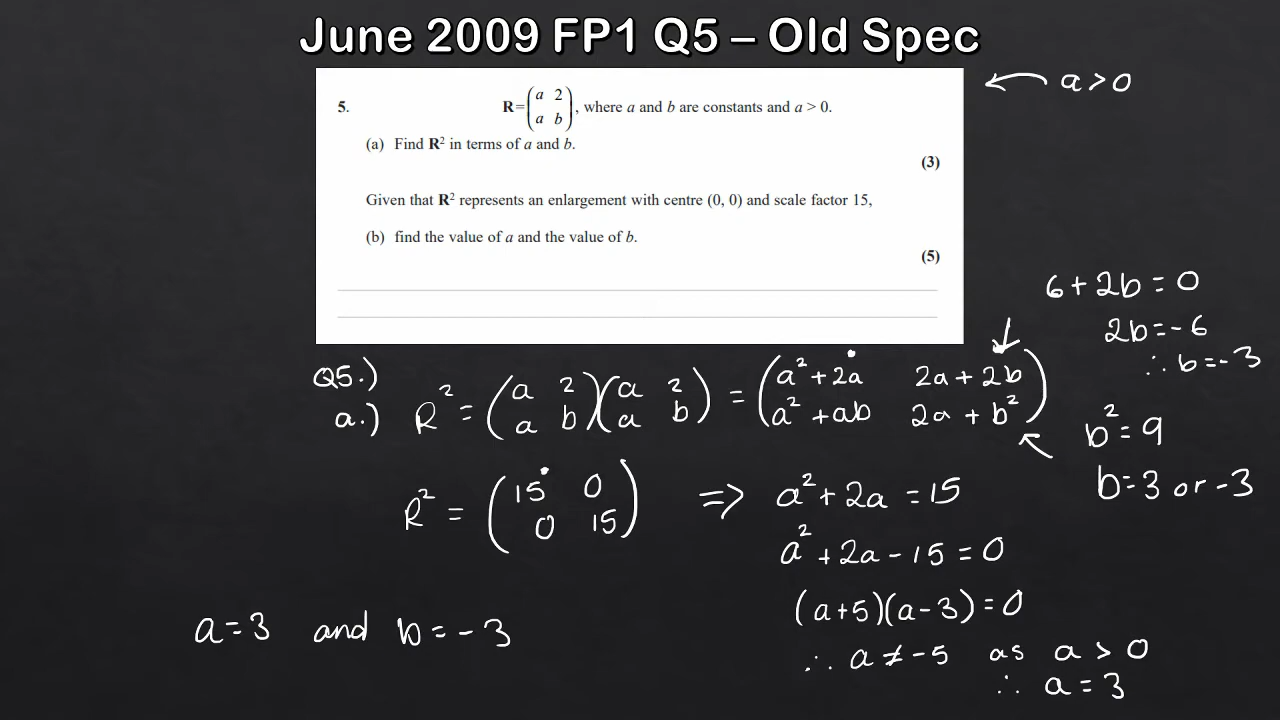 June 2009 FP1 Q5 – Old Spec
a > 0
5. R = (a 2 / a b), where a and b are constants and a > 0.
(a) Find R² in terms of a and b.
(3)
Given that R² represents an enlargement with centre (0, 0) and scale factor 15,
(b) find the value of a and the value of b.
(5)
Q5.)
a.) R² = (a 2 / a b)(a 2 / a b) = (a² + 2a 2a + 2b / a² + ab 2a + b²)
R² = (15 0 / 0 15) ⇒ a² + 2a = 15
a² + 2a - 15 = 0
(a + 5)(a - 3) = 0
∴ a ≠ -5 as a > 0
∴ a = 3
6 + 2b = 0
2b = -6
∴ b = -3
b² = 9
b = 3 or -3
a = 3 and b = -3